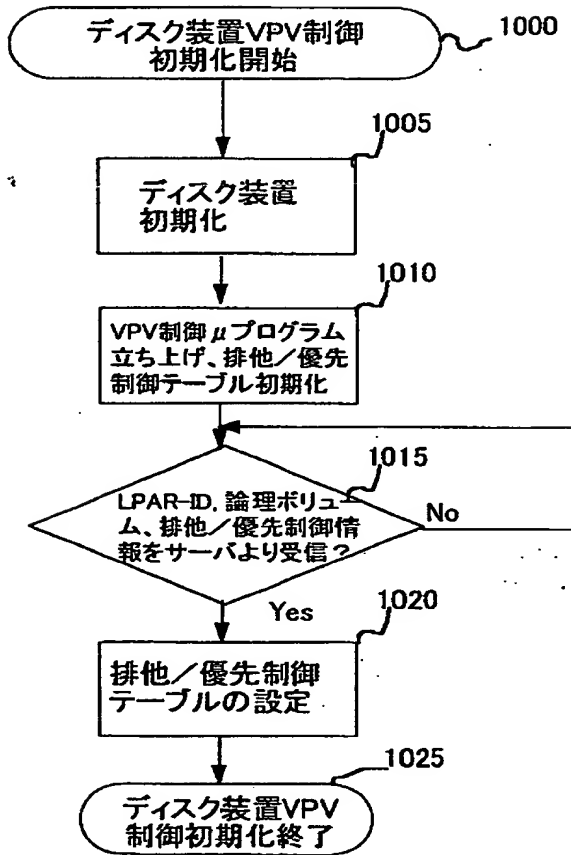 ディスク装置VPV制御
初期化開始
1000
1005
ディスク装置
初期化
1010
VPV制御μプログラム
立ち上げ、排他／優先
制御テーブル初期化
1015
LPAR-ID, 論理ボリュー
ム、排他／優先制御情
報をサーバより受信？
No
Yes
1020
排他／優先制御
テーブルの設定
1025
ディスク装置VPV
制御初期化終了